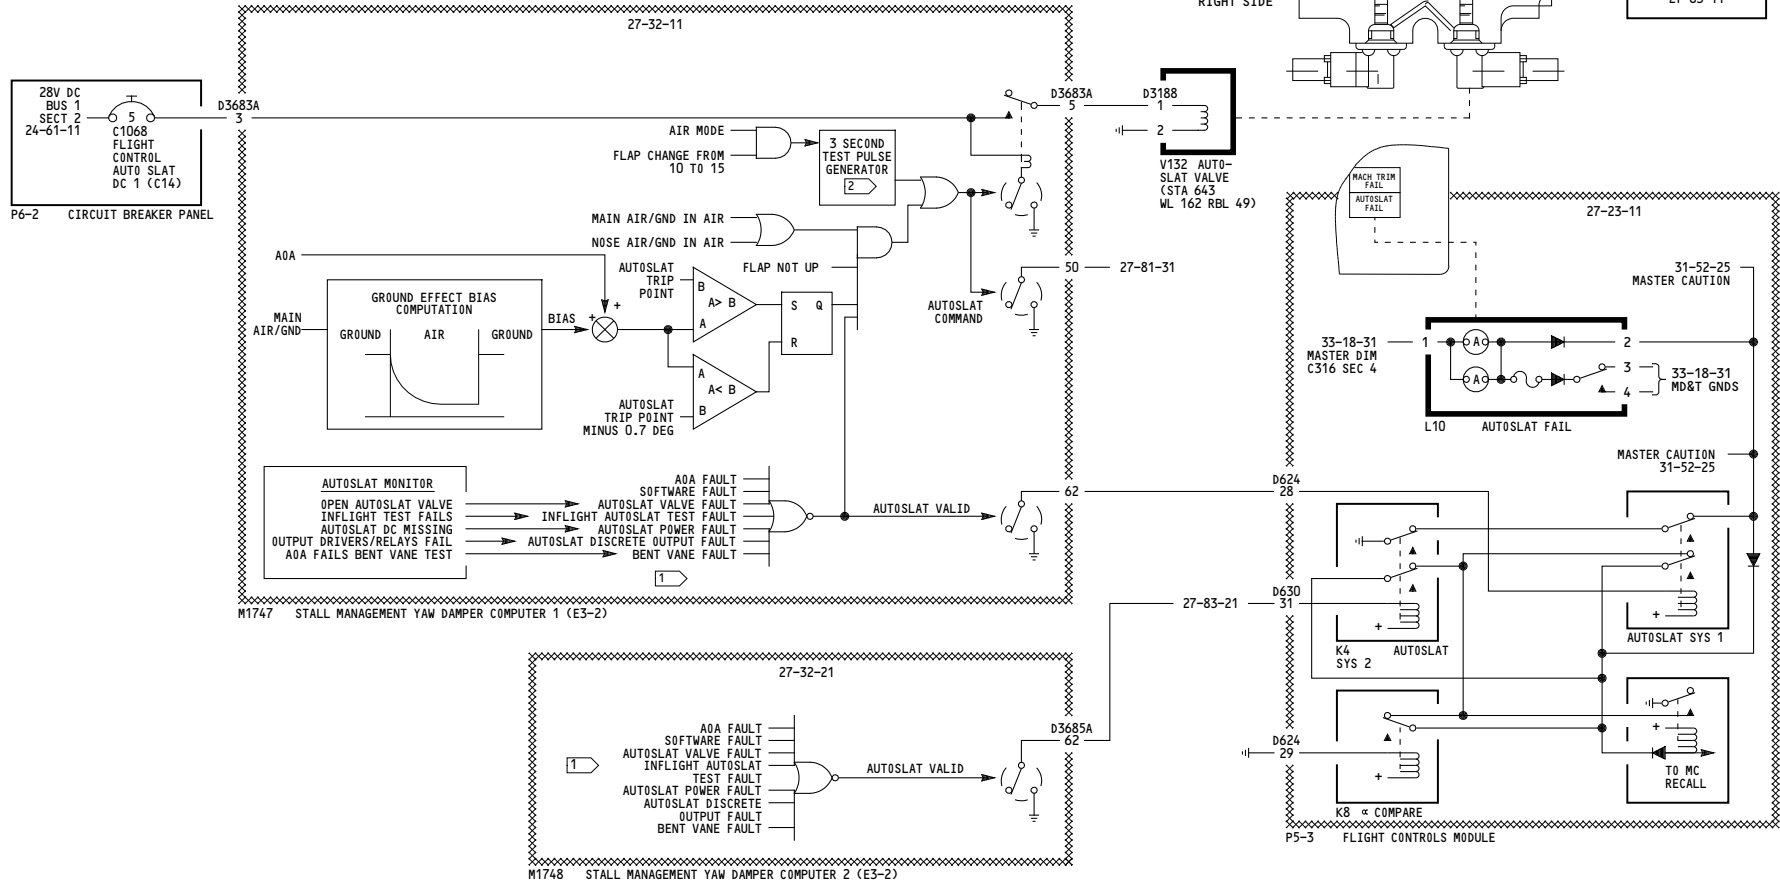 RIGHT SIDE
27-32-11
28V DC
BUS 1
SECT 2
24-61-11
5
C1068
FLIGHT
CONTROL
AUTO SLAT
DC 1 (C14)
P6-2 CIRCUIT BREAKER PANEL
D3683A
3
AIR MODE
FLAP CHANGE FROM
10 TO 15
3 SECOND
TEST PULSE
GENERATOR
2
MAIN AIR/GND IN AIR
NOSE AIR/GND IN AIR
FLAP NOT UP
AOA
GROUND EFFECT BIAS
COMPUTATION
GROUND AIR GROUND
MAIN
AIR/GND
BIAS
+
+
AUTOSLAT
TRIP
POINT
B
A> B
A
S Q
R
A
A< B
B
AUTOSLAT
TRIP POINT
MINUS 0.7 DEG
AUTOSLAT
COMMAND
D3683A
5
D3188
1
2
V132 AUTO-
SLAT VALVE
(STA 643
WL 162 RBL 49)
50 27-81-31
AUTOSLAT MONITOR
OPEN AUTOSLAT VALVE
INFLIGHT TEST FAILS
AUTOSLAT DC MISSING
OUTPUT DRIVERS/RELAYS FAIL
AOA FAILS BENT VANE TEST
AOA FAULT
SOFTWARE FAULT
AUTOSLAT VALVE FAULT
INFLIGHT AUTOSLAT TEST FAULT
AUTOSLAT POWER FAULT
AUTOSLAT DISCRETE OUTPUT FAULT
BENT VANE FAULT
1
AUTOSLAT VALID
62
M1747 STALL MANAGEMENT YAW DAMPER COMPUTER 1 (E3-2)
27-32-21
AOA FAULT
SOFTWARE FAULT
AUTOSLAT VALVE FAULT
INFLIGHT AUTOSLAT
TEST FAULT
AUTOSLAT POWER FAULT
AUTOSLAT DISCRETE
OUTPUT FAULT
BENT VANE FAULT
1
AUTOSLAT VALID
D3685A
62
M1748 STALL MANAGEMENT YAW DAMPER COMPUTER 2 (E3-2)
27-83-21
MACH TRIM
FAIL
AUTOSLAT
FAIL
27-23-11
31-52-25
MASTER CAUTION
33-18-31
MASTER DIM
C316 SEC 4
1
A
A
2
3
4
33-18-31
MD&T GNDS
L10 AUTOSLAT FAIL
MASTER CAUTION
31-52-25
D624
28
D630
31
+
K4 AUTOSLAT
SYS 2
+
AUTOSLAT SYS 1
D624
29
+
K8 ∝ COMPARE
+
TO MC
RECALL
P5-3 FLIGHT CONTROLS MODULE